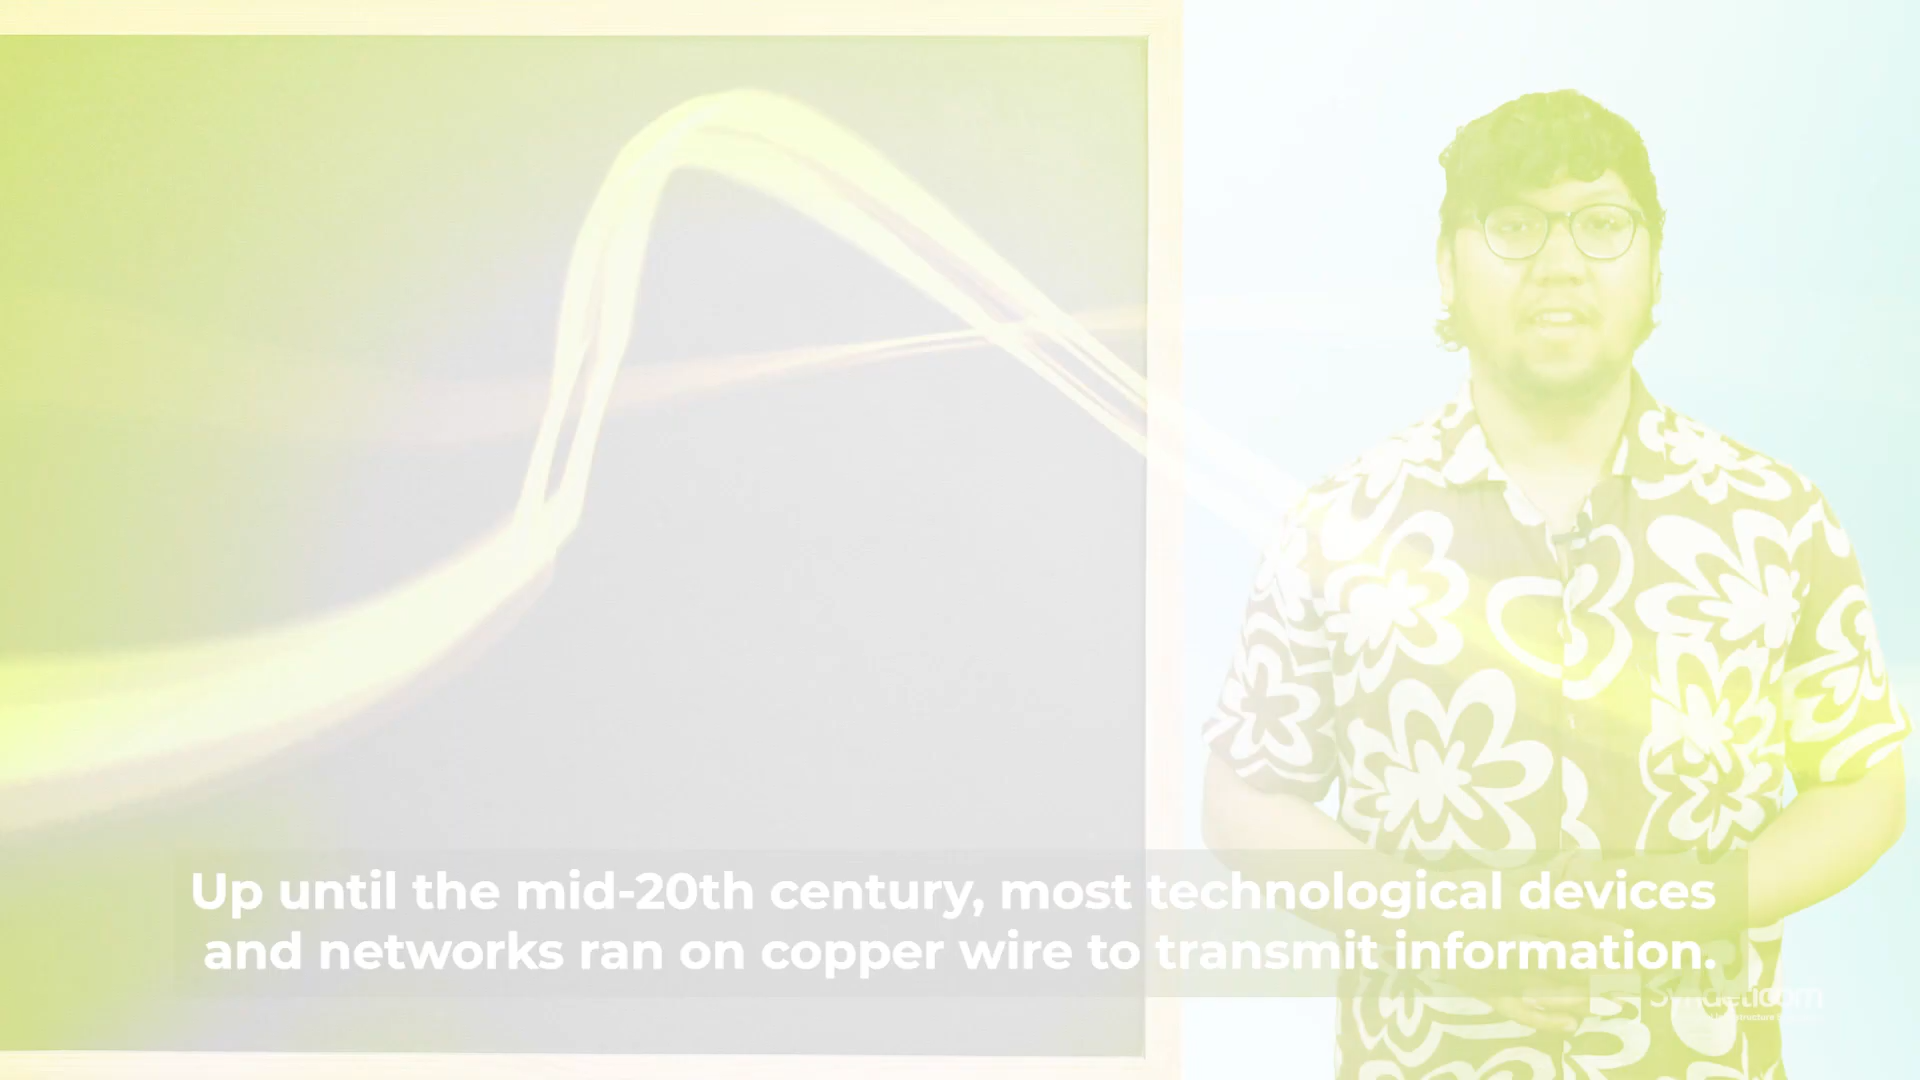 Up until the mid-20th century, most technological devices
and networks ran on copper wire to transmit information.